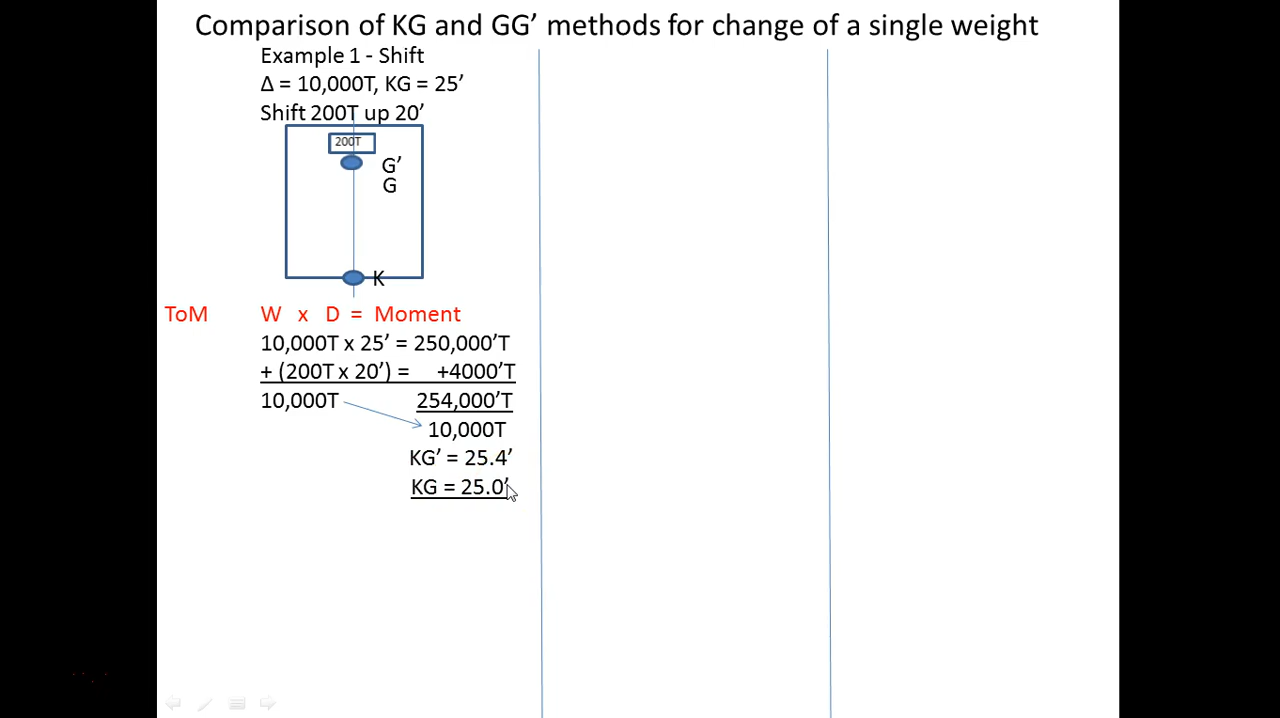 Comparison of KG and GG’ methods for change of a single weight
Example 1 - Shift
Δ = 10,000T, KG = 25’
Shift 200T up 20’
200T
G’
G
K
ToM W x D = Moment
10,000T x 25’ = 250,000’T
+ (200T x 20’) = +4000’T
10,000T 254,000’T
10,000T
KG’ = 25.4’
KG = 25.0’